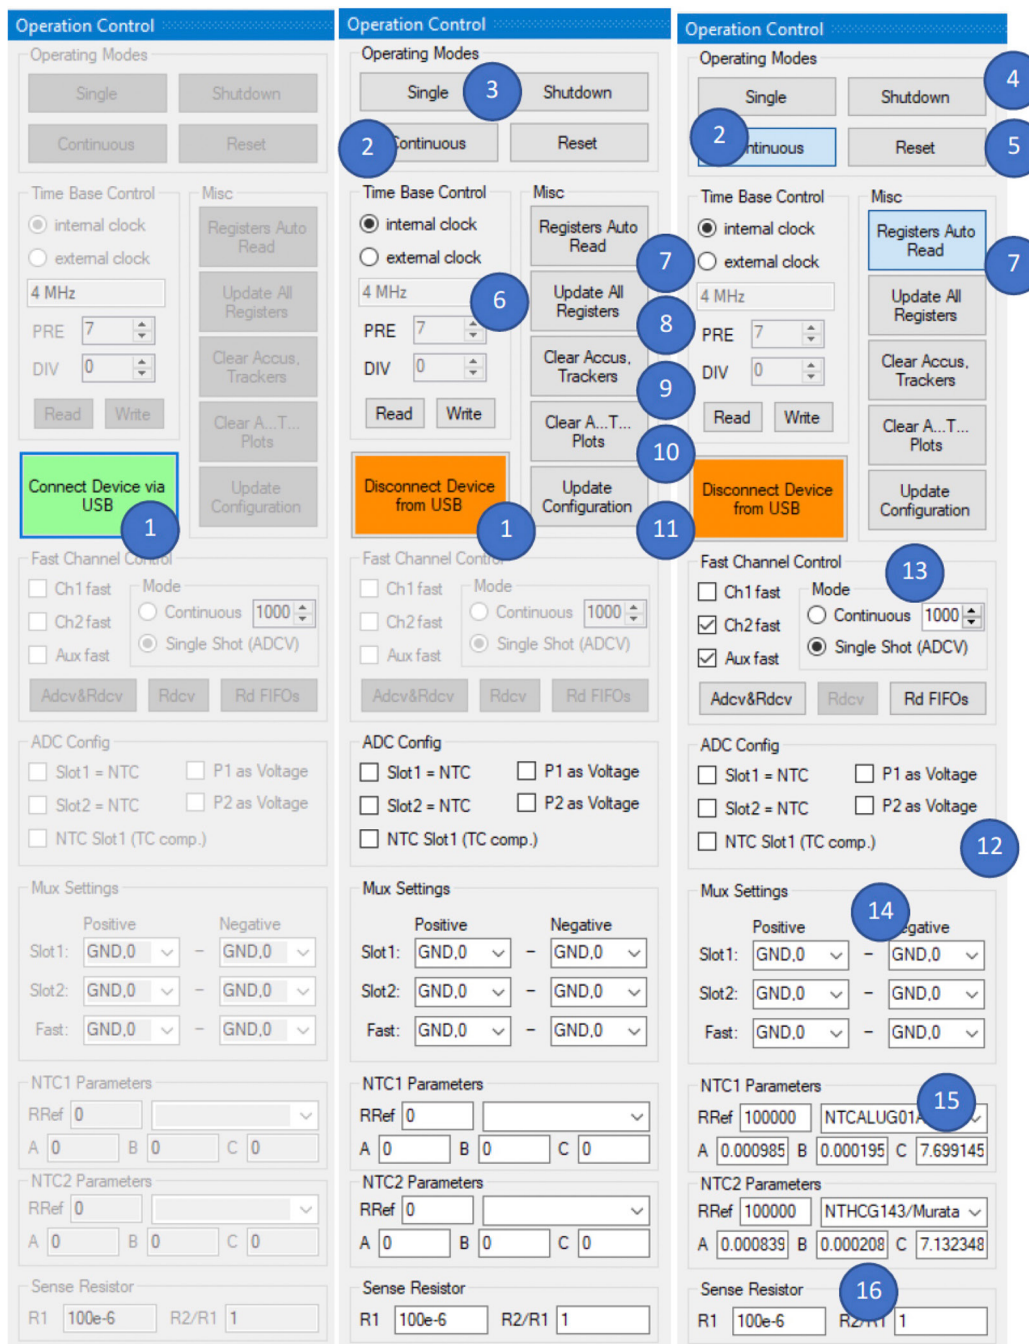 Operation Control
Operating Modes
Single
Shutdown
Continuous
Reset
Time Base Control
Misc
internal clock
external clock
Registers Auto
Read
4 MHz
Update All
Registers
PRE 7
DIV 0
Clear Accus,
Trackers
Read
Write
Clear A...T...
Plots
Connect Device via
USB
1
Update
Configuration
Fast Channel Control
Ch1 fast
Mode
Ch2 fast
Continuous 1000
Aux fast
Single Shot (ADCV)
Adcv&Rdcv
Rdcv
Rd FIFOs
ADC Config
Slot1 = NTC
P1 as Voltage
Slot2 = NTC
P2 as Voltage
NTC Slot1 (TC comp.)
Mux Settings
Positive
Negative
Slot1: GND,0 - GND,0
Slot2: GND,0 - GND,0
Fast: GND,0 - GND,0
NTC1 Parameters
RRef 0
A 0 B 0 C 0
NTC2 Parameters
RRef 0
A 0 B 0 C 0
Sense Resistor
R1 100e-6 R2/R1 1
Operation Control
Operating Modes
Single
3
Shutdown
2
Continuous
Reset
Time Base Control
Misc
internal clock
external clock
Registers Auto
Read
7
4 MHz
6
Update All
Registers
8
PRE 7
DIV 0
Clear Accus,
Trackers
9
Read
Write
Clear A...T...
Plots
10
Disconnect Device
from USB
1
Update
Configuration
11
Fast Channel Control
Ch1 fast
Mode
Ch2 fast
Continuous 1000
Aux fast
Single Shot (ADCV)
Adcv&Rdcv
Rdcv
Rd FIFOs
ADC Config
Slot1 = NTC
P1 as Voltage
Slot2 = NTC
P2 as Voltage
NTC Slot1 (TC comp.)
Mux Settings
Positive
Negative
Slot1: GND,0 - GND,0
Slot2: GND,0 - GND,0
Fast: GND,0 - GND,0
NTC1 Parameters
RRef 0
A 0 B 0 C 0
NTC2 Parameters
RRef 0
A 0 B 0 C 0
Sense Resistor
R1 100e-6 R2/R1 1
Operation Control
Operating Modes
4
Single
Shutdown
2
Reset
5
Time Base Control
Misc
internal clock
external clock
Registers Auto
Read
7
4 MHz
Update All
Registers
PRE 7
DIV 0
Clear Accus,
Trackers
Read
Write
Clear A...T...
Plots
Disconnect Device
from USB
Update
Configuration
Fast Channel Control
13
Ch1 fast
Mode
Ch2 fast
Continuous 1000
Aux fast
Single Shot (ADCV)
Adcv&Rdcv
Rdcv
Rd FIFOs
ADC Config
Slot1 = NTC
P1 as Voltage
Slot2 = NTC
P2 as Voltage
NTC Slot1 (TC comp.)
12
Mux Settings
14
Positive
Slot1: GND,0 - GND,0
Slot2: GND,0 - GND,0
Fast: GND,0 - GND,0
NTC1 Parameters
15
RRef 100000
A 0.000985 B 0.000195 C 7.699145
NTC2 Parameters
RRef 100000 NTHCG143/Murata
A 0.000839 B 0.000208 C 7.132348
Sense Resistor
16
R1 100e-6 R2/R1 1